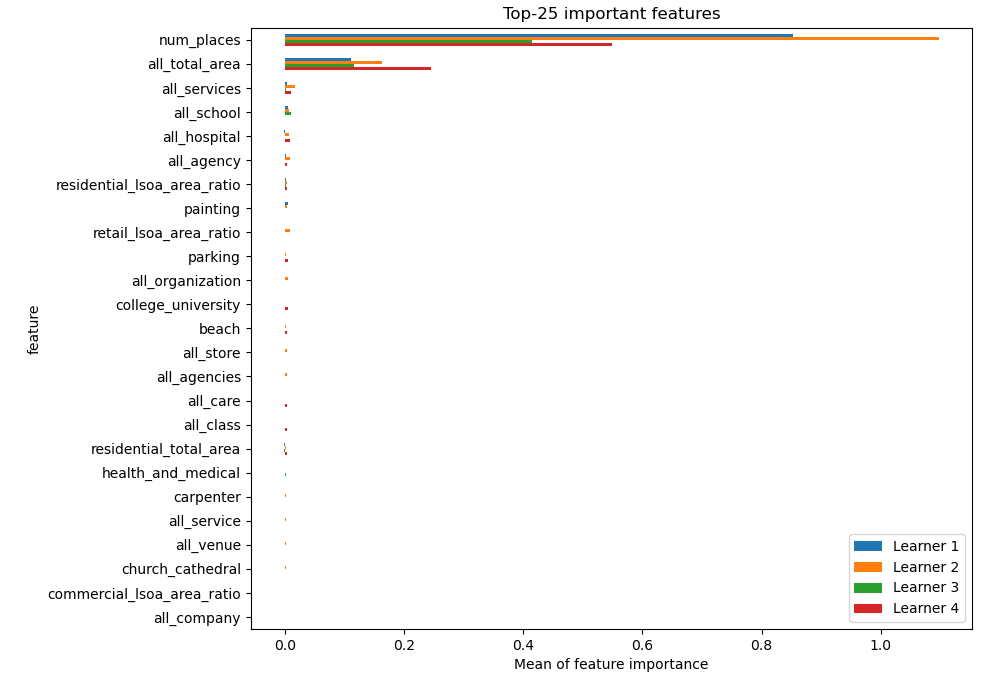 Top-25 important features
feature
num_places
all_total_area
all_services
all_school
all_hospital
all_agency
residential_lsoa_area_ratio
painting
retail_lsoa_area_ratio
parking
all_organization
college_university
beach
all_store
all_agencies
all_care
all_class
residential_total_area
health_and_medical
carpenter
all_service
all_venue
church_cathedral
commercial_lsoa_area_ratio
all_company
Learner 1
Learner 2
Learner 3
Learner 4
0.0 0.2 0.4 0.6 0.8 1.0
Mean of feature importance